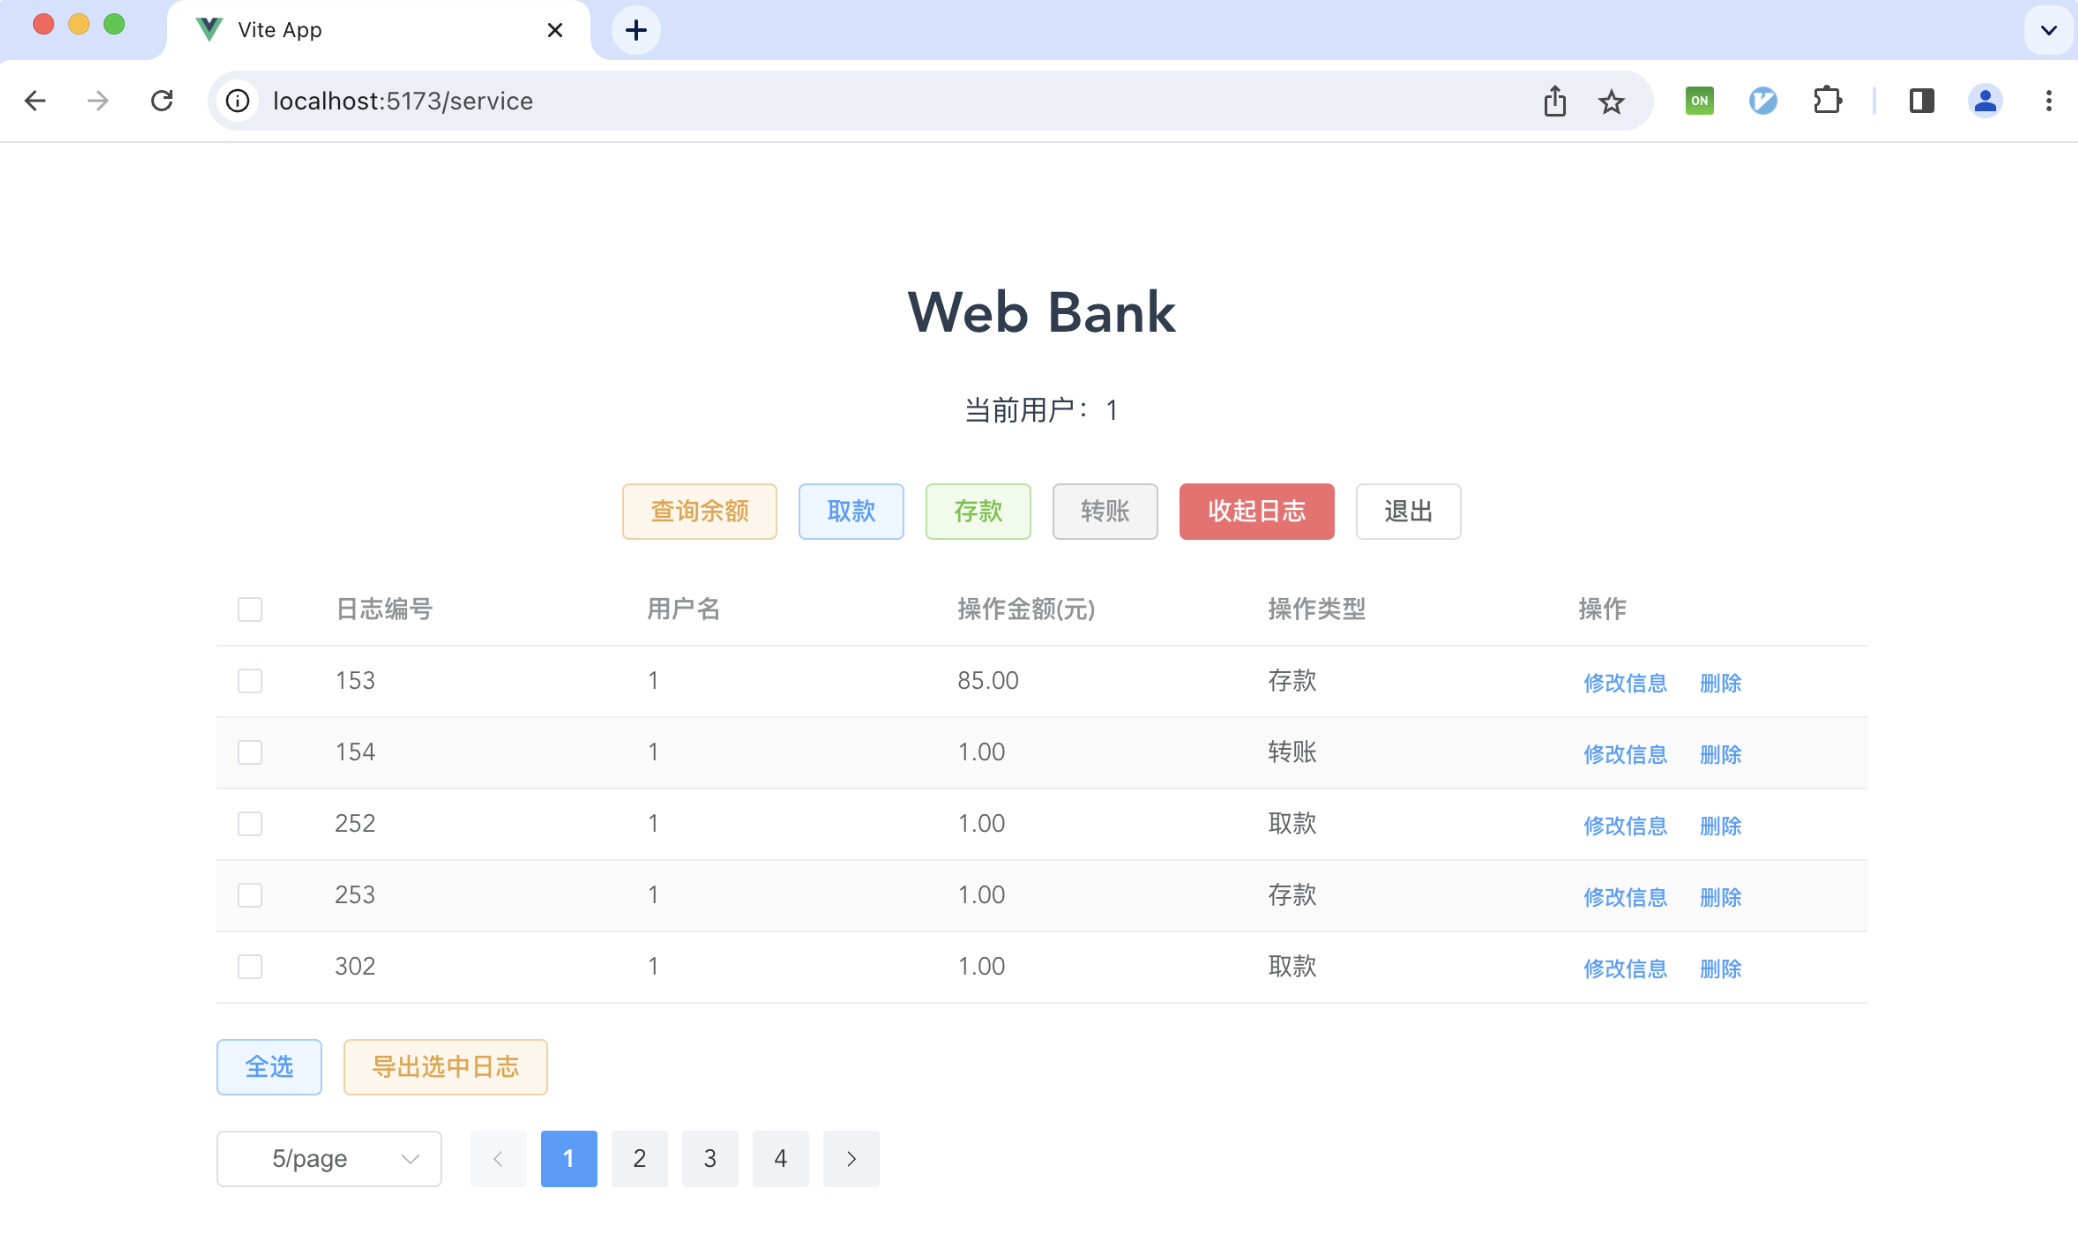 Vite App
localhost:5173/service
ON
Web Bank
当前用户：1
查询余额 取款 存款 转账 收起日志 退出
日志编号 用户名 操作金额(元) 操作类型 操作
153 1 85.00 存款 修改信息 删除
154 1 1.00 转账 修改信息 删除
252 1 1.00 取款 修改信息 删除
253 1 1.00 存款 修改信息 删除
302 1 1.00 取款 修改信息 删除
全选 导出选中日志
5/page 1 2 3 4